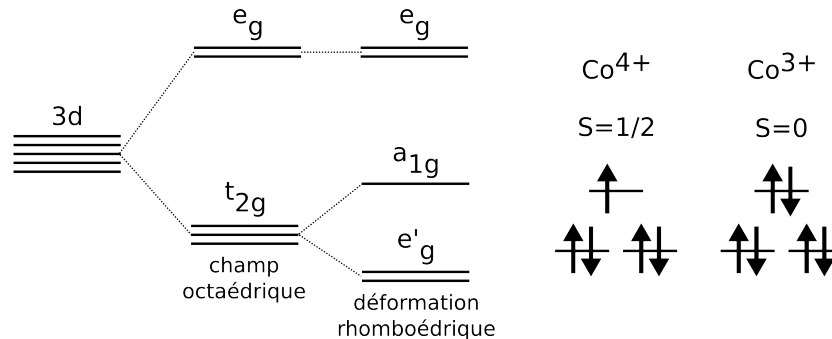 3d
e_g
e_g
t_2g
a_1g
e'_g
champ
octaédrique
déformation
rhomboédrique
Co^4+
S=1/2
Co^3+
S=0